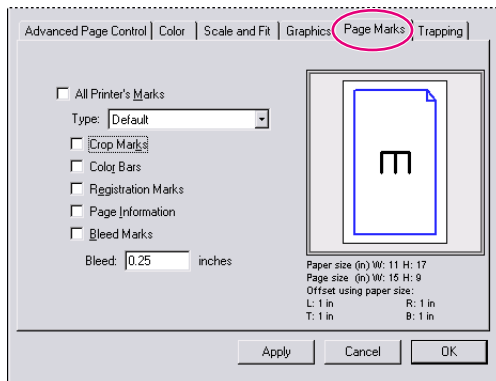 Advanced Page Control Color Scale and Fit Graphics Page Marks Trapping
All Printer's Marks
Type: Default
Crop Marks
Color Bars
Registration Marks
Page Information
Bleed Marks
Bleed: 0.25 inches
E
Paper size (in) W: 11 H: 17
Page size (in) W: 15 H: 9
Offset using paper size:
L: 1 in R: 1 in
T: 1 in B: 1 in
Apply Cancel OK